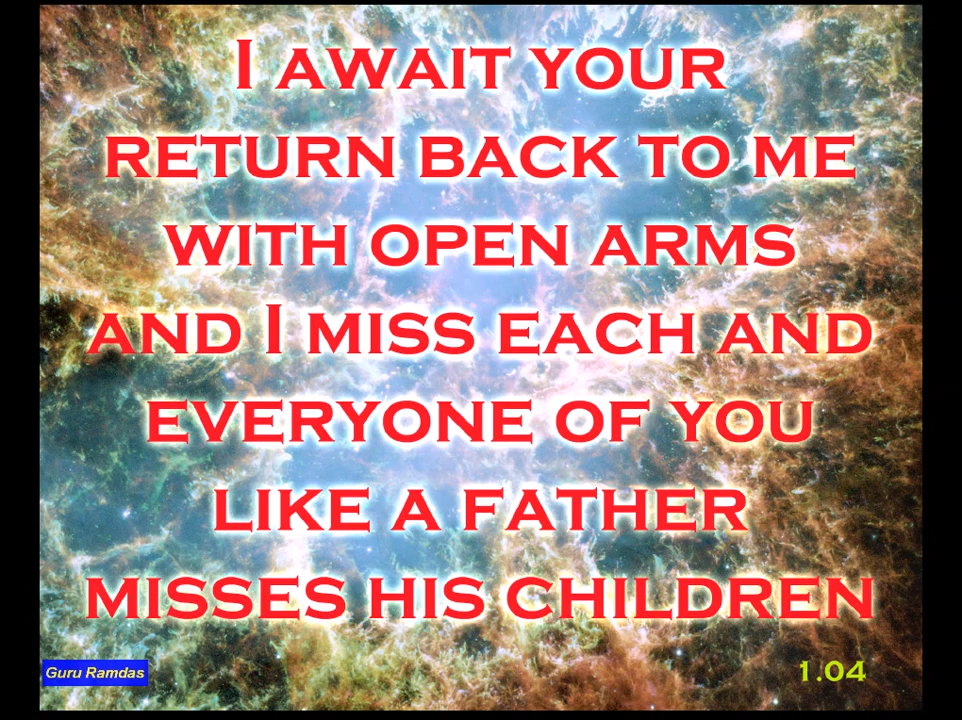 I AWAIT YOUR
RETURN BACK TO ME
WITH OPEN ARMS
AND I MISS EACH AND
EVERYONE OF YOU
LIKE A FATHER
MISSES HIS CHILDREN
Guru Ramdas
1.04